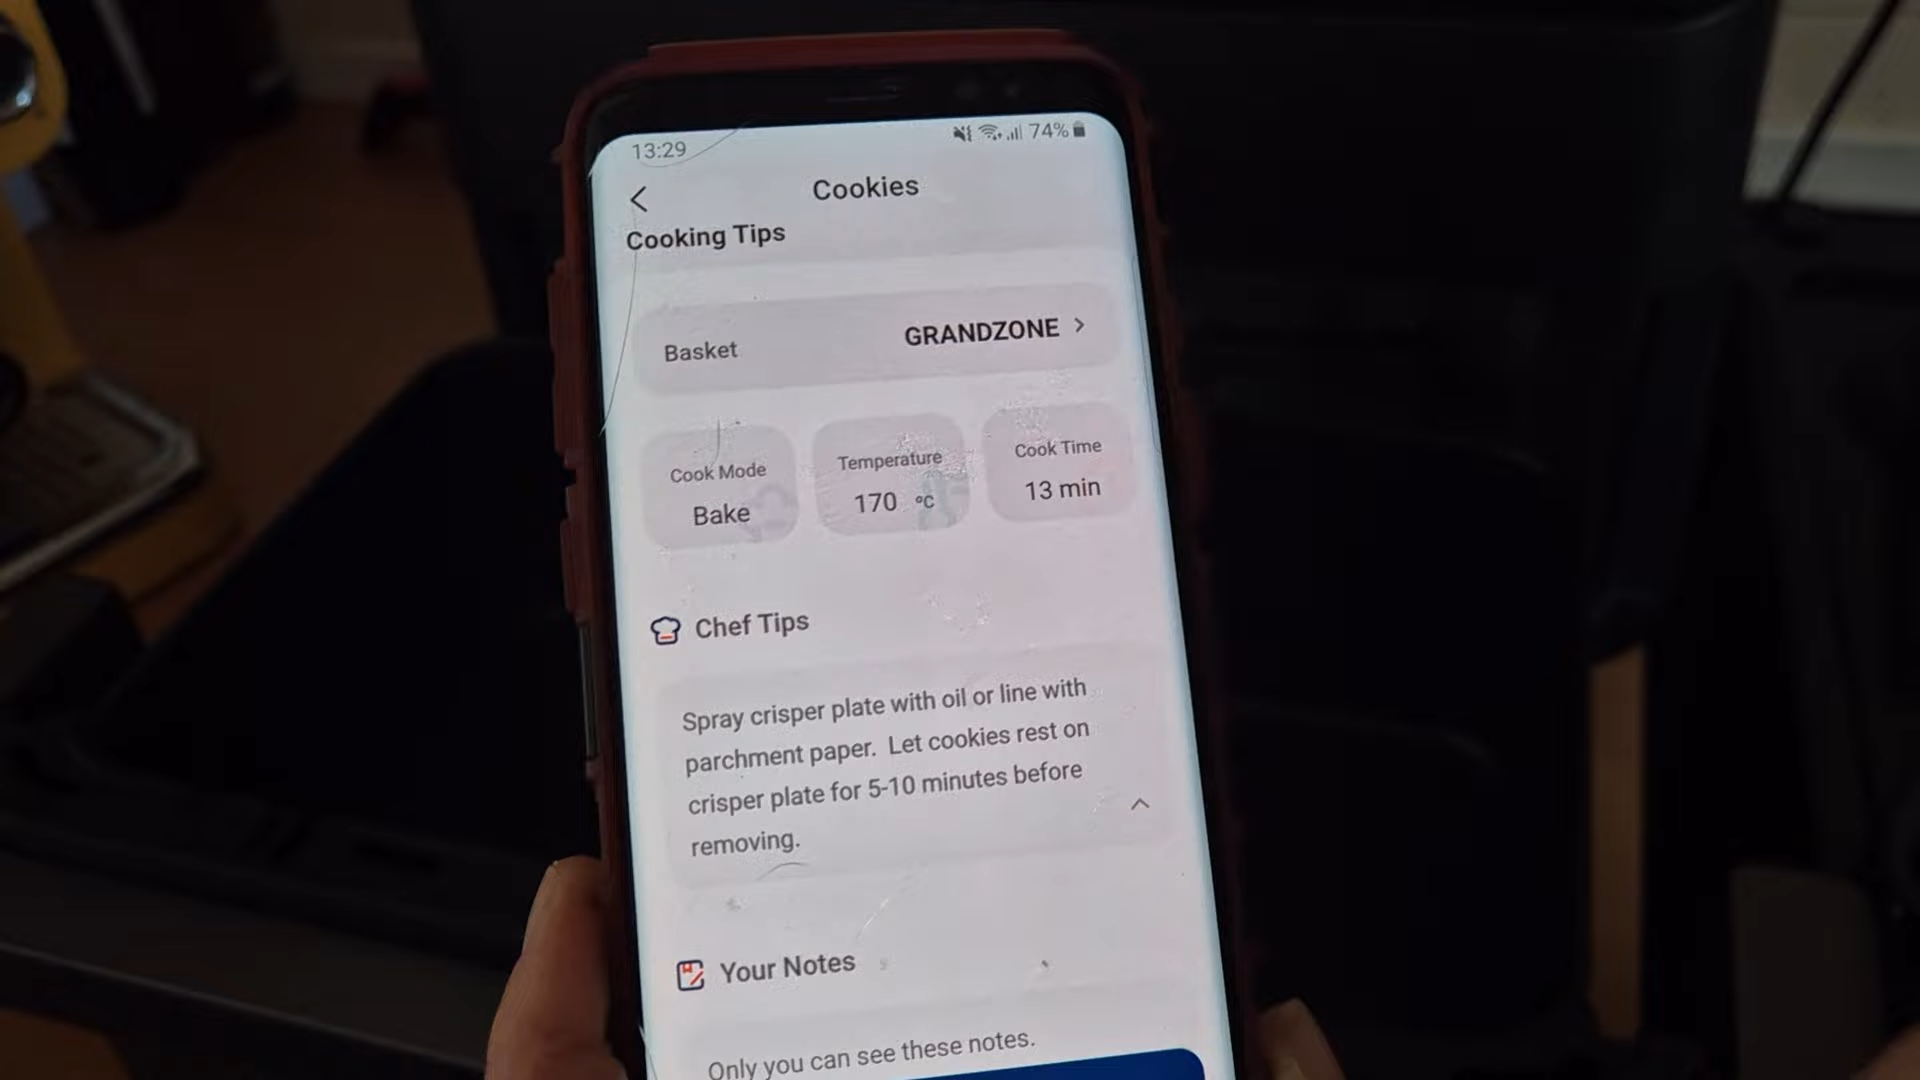 13:29
74%
Cookies
Cooking Tips
Basket
GRANDZONE
Cook Mode
Bake
Temperature
170 °C
Cook Time
13 min
Chef Tips
Spray crisper plate with oil or line with
parchment paper. Let cookies rest on
crisper plate for 5-10 minutes before
removing.
Your Notes
Only you can see these notes.